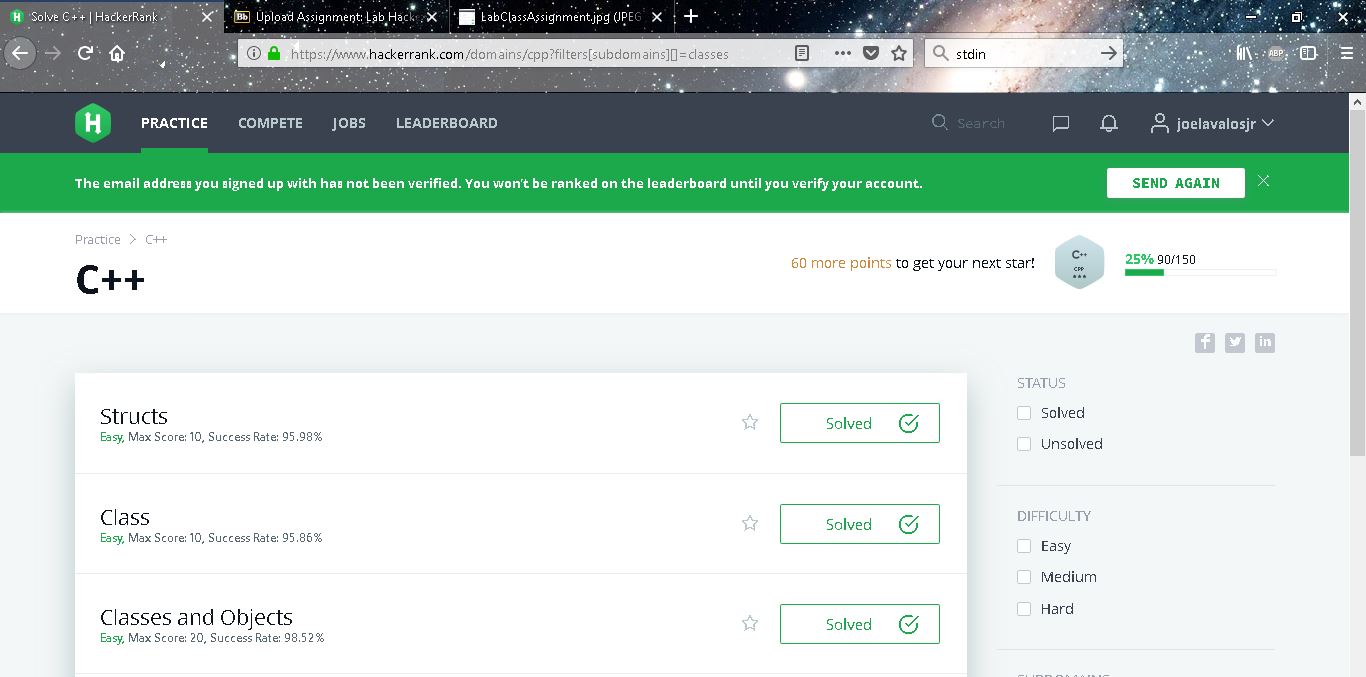 Solve C++ | HackerRank
Bb Upload Assignment: Lab Hack
LabClassAssignment.jpg (JPEG
https://www.hackerrank.com/domains/cpp?filters[subdomains][]=classes
stdin
ABP
H PRACTICE COMPETE JOBS LEADERBOARD Search joelavalosjr
The email address you signed up with has not been verified. You won't be ranked on the leaderboard until you verify your account. SEND AGAIN
Practice > C++
C++
60 more points to get your next star!
C++
CPP
25% 90/150
f in
Structs
Easy, Max Score: 10, Success Rate: 95.98%
Solved
Class
Easy, Max Score: 10, Success Rate: 95.86%
Solved
Classes and Objects
Easy, Max Score: 20, Success Rate: 98.52%
Solved
STATUS
Solved
Unsolved
DIFFICULTY
Easy
Medium
Hard
SUBDOMAINS